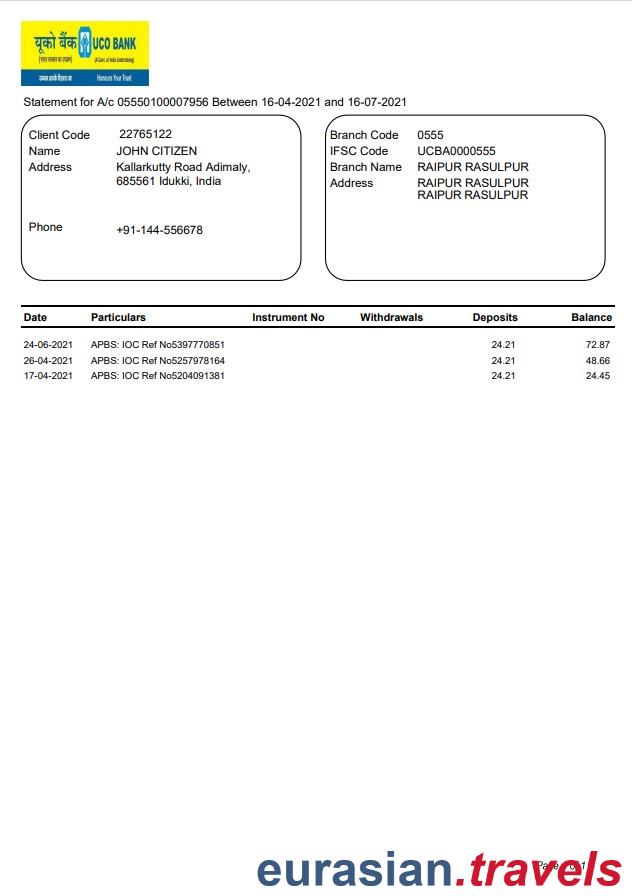 यूको बैंक UCO BANK
(भारत सरकार का उपक्रम) (A Govt. of India Undertaking)
सम्मान आपके विश्वास का Honours Your Trust
Statement for A/c 05550100007956 Between 16-04-2021 and 16-07-2021
Client Code 22765122
Name JOHN CITIZEN
Address Kallarkutty Road Adimaly,
685561 Idukki, India
Phone +91-144-556678
Branch Code 0555
IFSC Code UCBA0000555
Branch Name RAIPUR RASULPUR
Address RAIPUR RASULPUR
RAIPUR RASULPUR
Date Particulars Instrument No Withdrawals Deposits Balance
24-06-2021 APBS: IOC Ref No5397770851 24.21 72.87
26-04-2021 APBS: IOC Ref No5257978164 24.21 48.66
17-04-2021 APBS: IOC Ref No5204091381 24.21 24.45
eurasian.travels